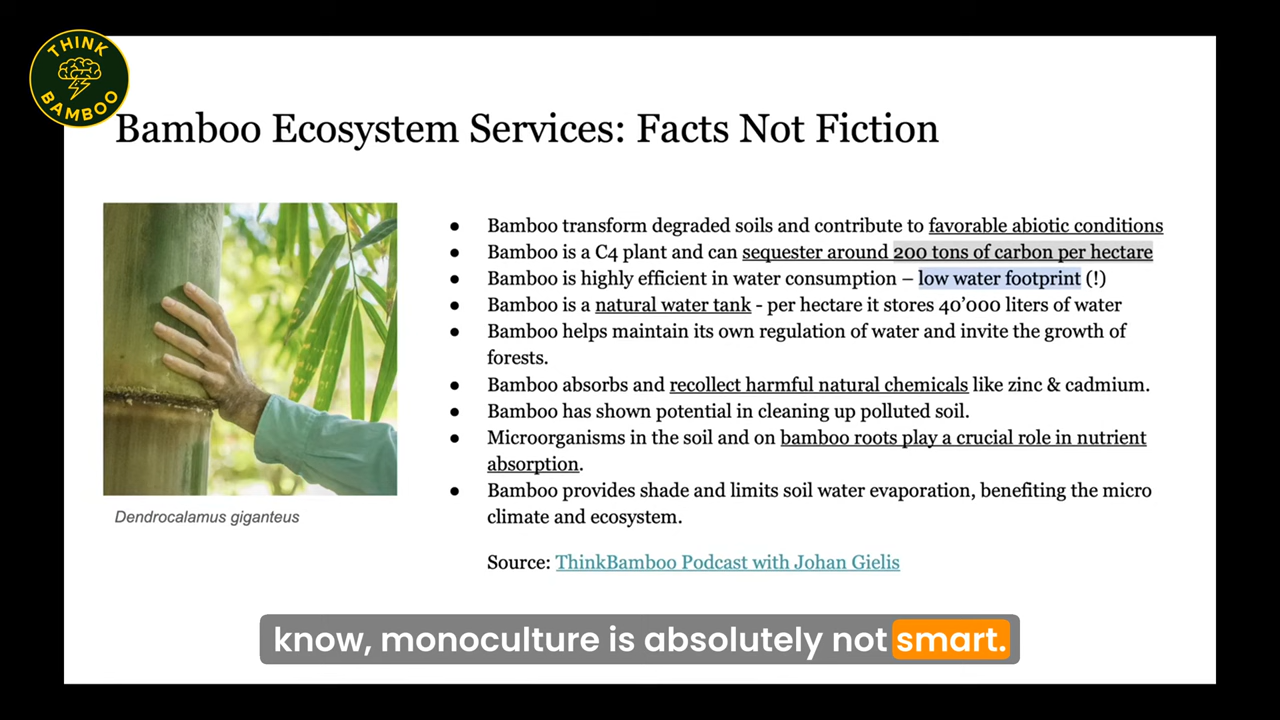 THINK
BAMBOO
Bamboo Ecosystem Services: Facts Not Fiction
● Bamboo transform degraded soils and contribute to favorable abiotic conditions
● Bamboo is a C4 plant and can sequester around 200 tons of carbon per hectare
● Bamboo is highly efficient in water consumption – low water footprint (!)
● Bamboo is a natural water tank - per hectare it stores 40’000 liters of water
● Bamboo helps maintain its own regulation of water and invite the growth of
forests.
● Bamboo absorbs and recollect harmful natural chemicals like zinc & cadmium.
● Bamboo has shown potential in cleaning up polluted soil.
● Microorganisms in the soil and on bamboo roots play a crucial role in nutrient
absorption.
● Bamboo provides shade and limits soil water evaporation, benefiting the micro
climate and ecosystem.
Dendrocalamus giganteus
Source: ThinkBamboo Podcast with Johan Gielis
know, monoculture is absolutely not smart.